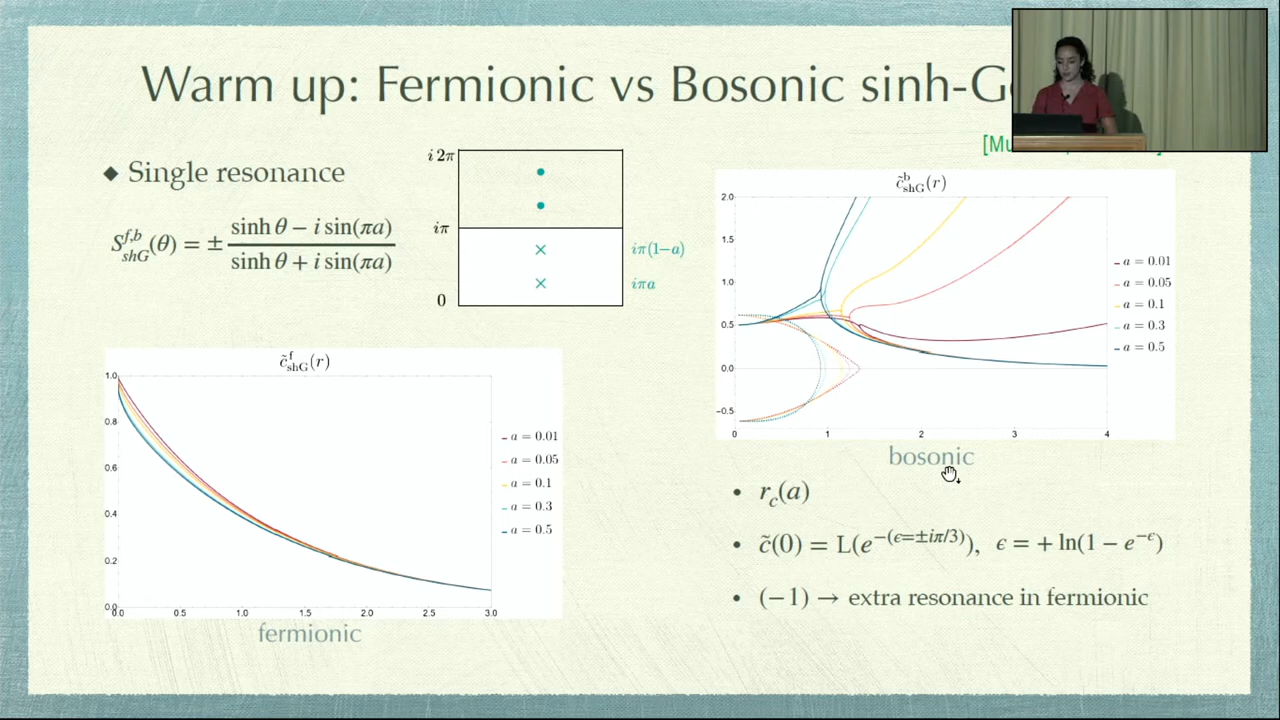 Warm up: Fermionic vs Bosonic sinh-G
◆ Single resonance
S^{f,b}_{shG}(θ) = ± (sinh θ − i sin(πa)) / (sinh θ + i sin(πa))
i 2π
iπ
0
iπ(1−a)
iπa
c̃^f_{shG}(r)
1.0
0.8
0.6
0.4
0.2
0.0
0.0 0.5 1.0 1.5 2.0 2.5 3.0
a = 0.01
a = 0.05
a = 0.1
a = 0.3
a = 0.5
fermionic
[Mu
]
c̃^b_{shG}(r)
2.0
1.5
1.0
0.5
0.0
−0.5
0 1 2 3 4
a = 0.01
a = 0.05
a = 0.1
a = 0.3
a = 0.5
bosonic
• r_c(a)
• c̃(0) = L(e^{−(ϵ=±iπ/3)}), ϵ = + ln(1 − e^{−ϵ})
• (−1) → extra resonance in fermionic